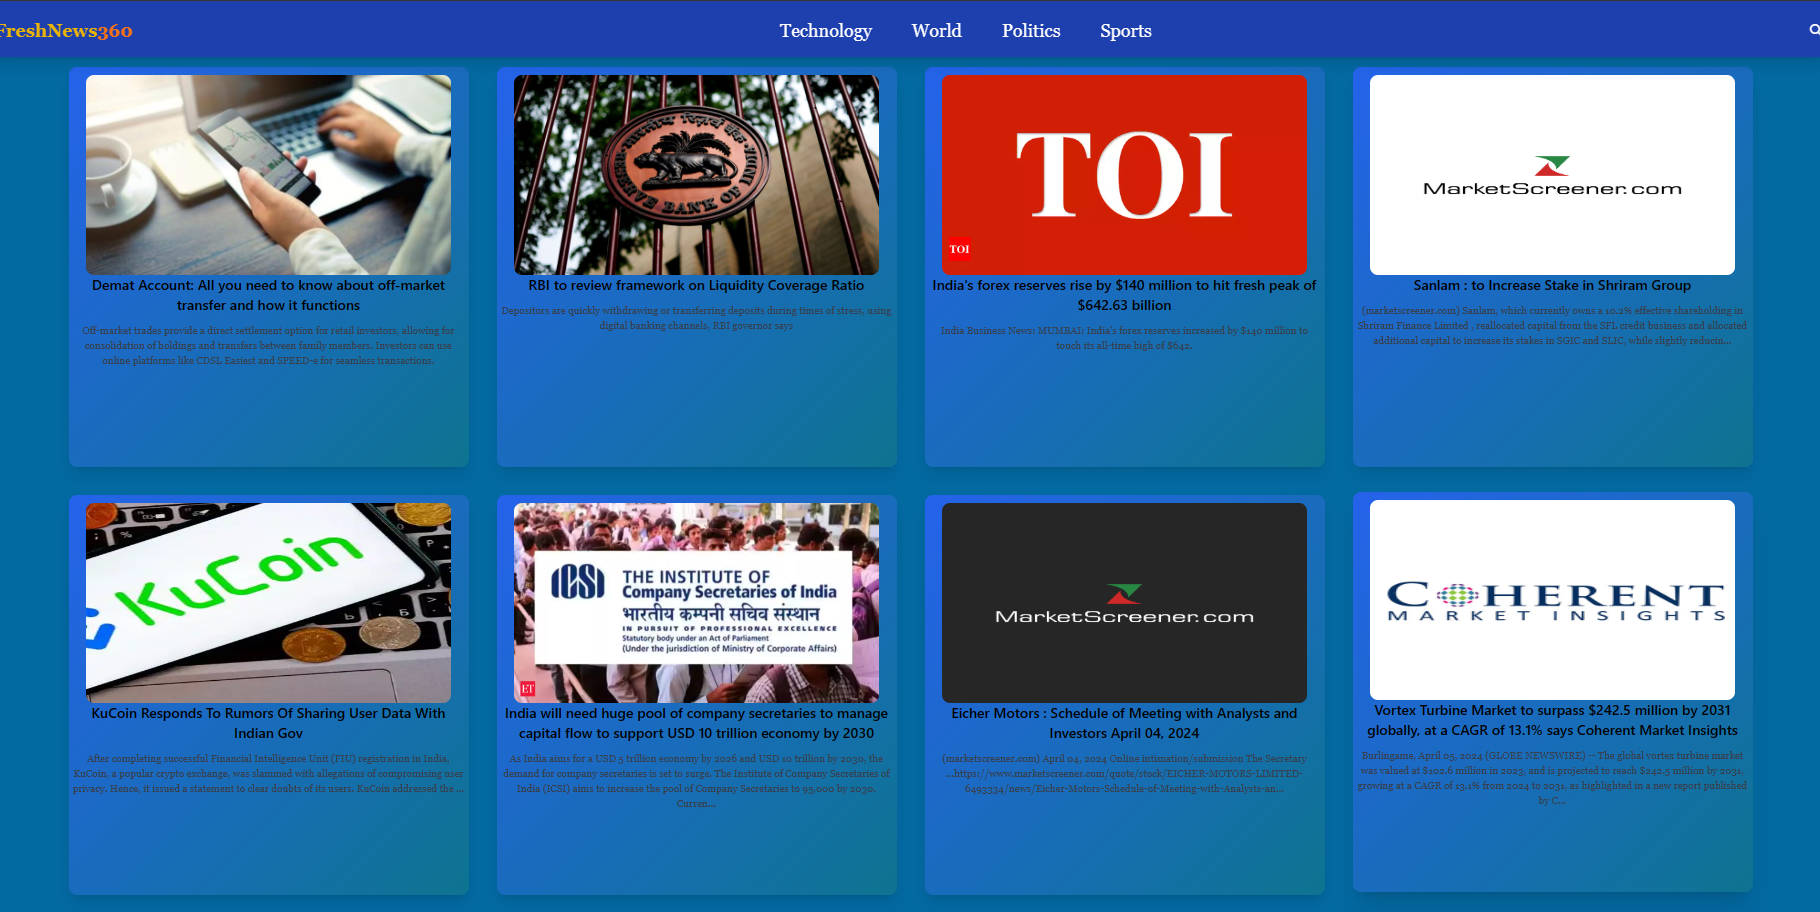 FreshNews360
Technology World Politics Sports
RESERVE BANK OF INDIA
Demat Account: All you need to know about off-market
transfer and how it functions
Off-market trades provide a direct settlement option for retail investors, allowing for
consolidation of holdings and transfers between family members. Investors can use
online platforms like CDSL Easiest and SPEED-e for seamless transactions.
RBI to review framework on Liquidity Coverage Ratio
Depositors are quickly withdrawing or transferring deposits during times of stress, using
digital banking channels, RBI governor says
TOI
TOI
India's forex reserves rise by $140 million to hit fresh peak of
$642.63 billion
India Business News: MUMBAI: India's forex reserves increased by $140 million to
touch its all-time high of $642.
MarketScreener.com
Sanlam : to Increase Stake in Shriram Group
(marketscreener.com) Sanlam, which currently owns a 10.2% effective shareholding in
Shriram Finance Limited , reallocated capital from the SFL credit business and allocated
additional capital to increase its stakes in SGIC and SLIC, while slightly reducin...
KuCoin
KuCoin Responds To Rumors Of Sharing User Data With
Indian Gov
After completing successful Financial Intelligence Unit (FIU) registration in India,
KuCoin, a popular crypto exchange, was slammed with allegations of compromising user
privacy. Hence, it issued a statement to clear doubts of its users. KuCoin addressed the ...
ICSI
THE INSTITUTE OF
Company Secretaries of India
भारतीय कम्पनी सचिव संस्थान
IN PURSUIT OF PROFESSIONAL EXCELLENCE
Statutory body under an Act of Parliament
(Under the jurisdiction of Ministry of Corporate Affairs)
ET
India will need huge pool of company secretaries to manage
capital flow to support USD 10 trillion economy by 2030
As India aims for a USD 5 trillion economy by 2026 and USD 10 trillion by 2030, the
demand for company secretaries is set to surge. The Institute of Company Secretaries of
India (ICSI) aims to increase the pool of Company Secretaries to 95,000 by 2030.
Curren...
MarketScreener.com
Eicher Motors : Schedule of Meeting with Analysts and
Investors April 04, 2024
(marketscreener.com) April 04, 2024 Online intimation/submission The Secretary
...https://www.marketscreener.com/quote/stock/EICHER-MOTORS-LIMITED-
6493334/news/Eicher-Motors-Schedule-of-Meeting-with-Analysts-an...
COHERENT
MARKET INSIGHTS
Vortex Turbine Market to surpass $242.5 million by 2031
globally, at a CAGR of 13.1% says Coherent Market Insights
Burlingame, April 05, 2024 (GLOBE NEWSWIRE) -- The global vortex turbine market
was valued at $102.6 million in 2023, and is projected to reach $242.5 million by 2031,
growing at a CAGR of 13.1% from 2024 to 2031, as highlighted in a new report published
by C...